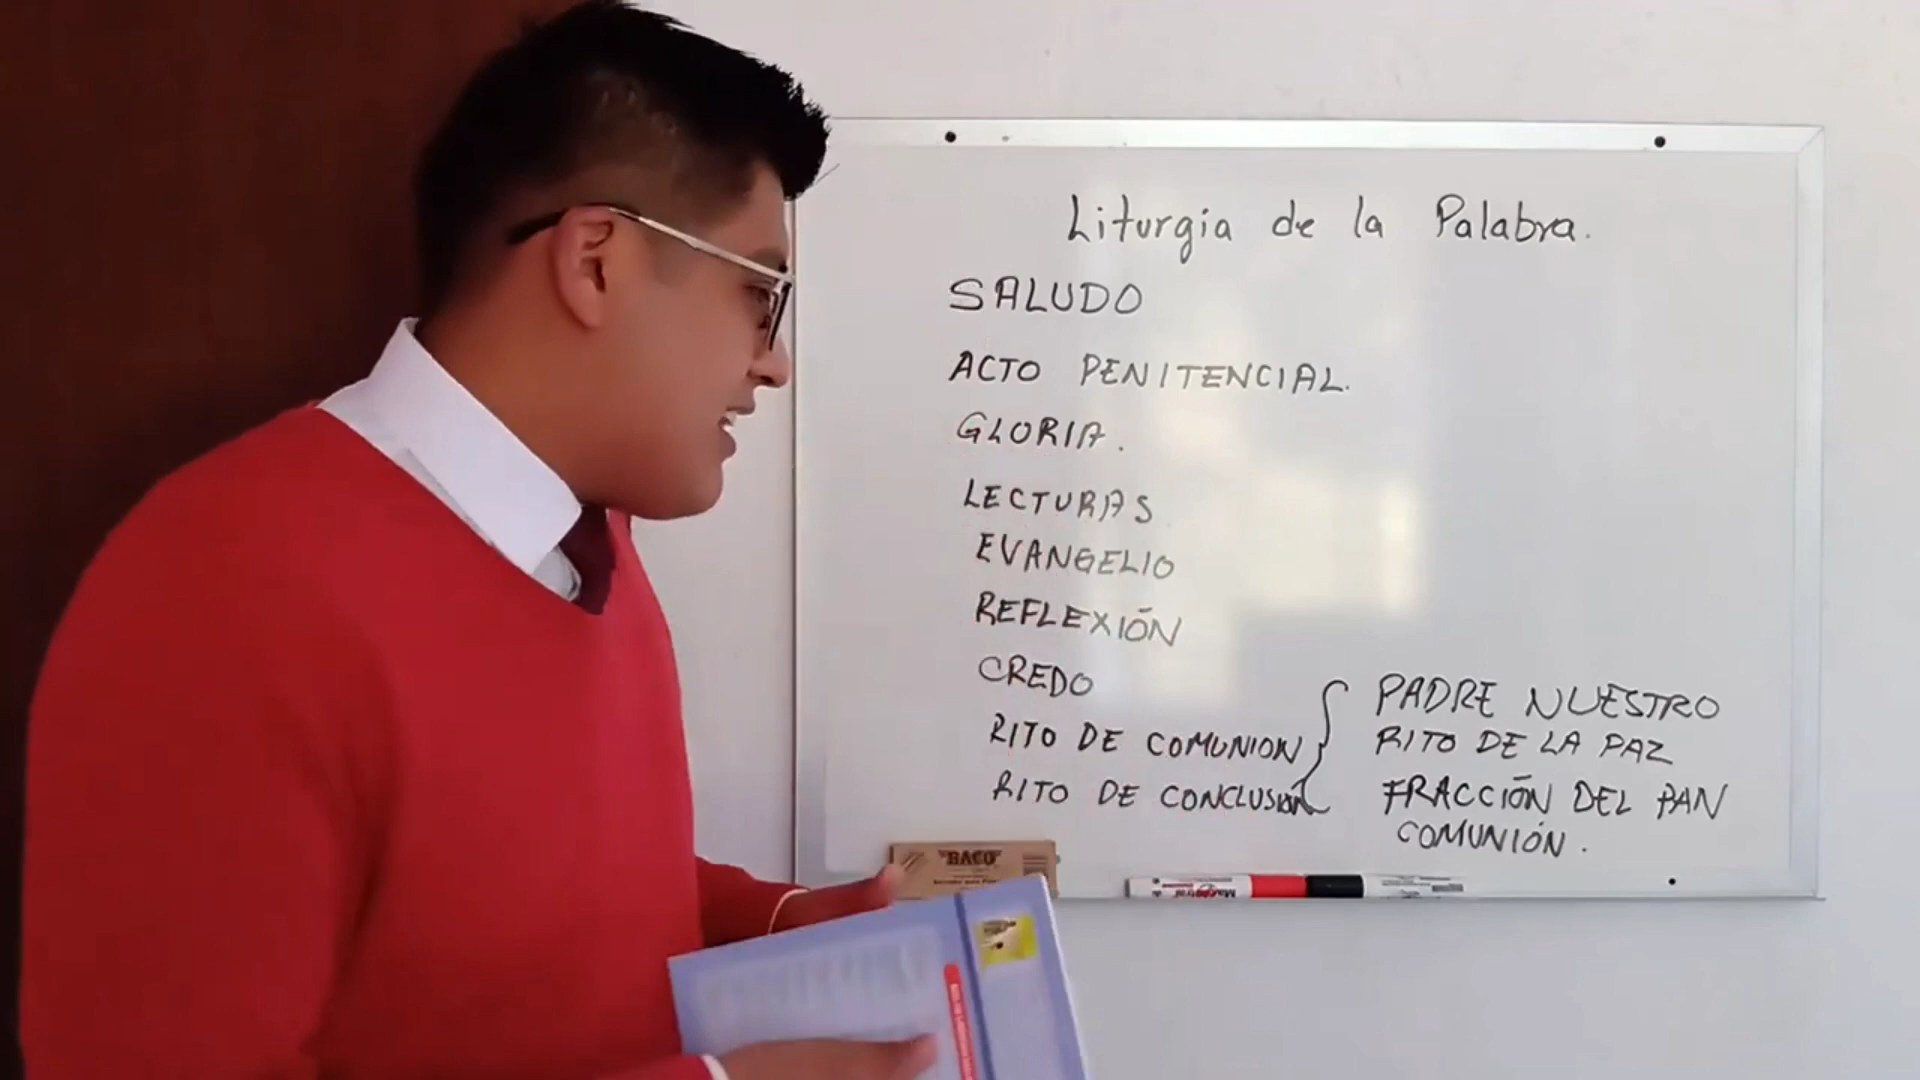 Liturgia de la Palabra.
SALUDO
ACTO PENITENCIAL.
GLORIA.
LECTURAS
EVANGELIO
REFLEXIÓN
CREDO
RITO DE COMUNION
RITO DE CONCLUSIÓN
PADRE NUESTRO
RITO DE LA PAZ
FRACCIÓN DEL PAN
COMUNIÓN.
BACO